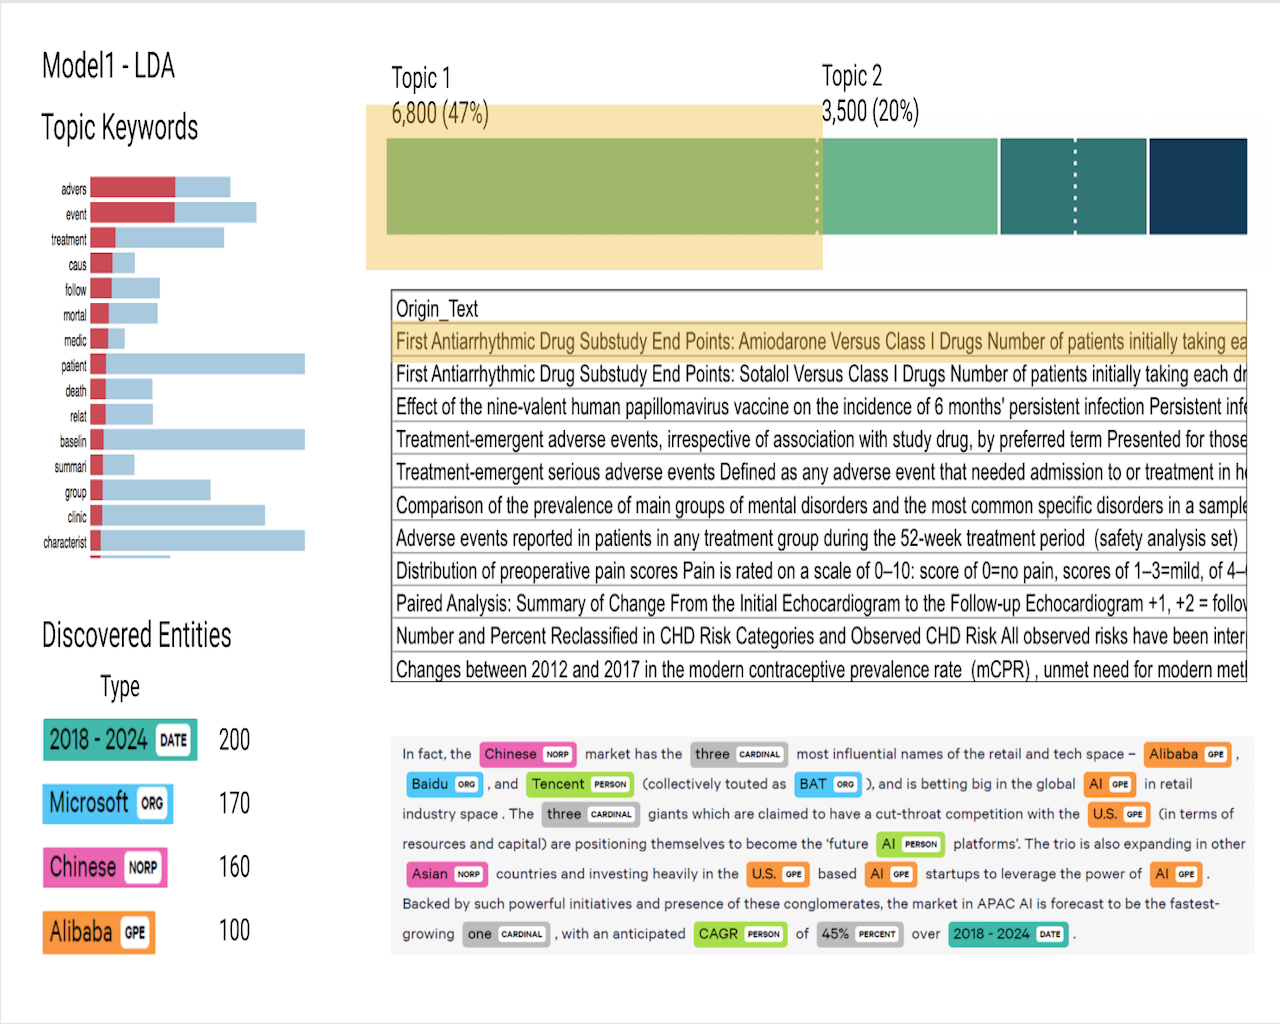 Model1 - LDA
Topic Keywords
advers
event
treatment
caus
follow
mortal
medic
patient
death
relat
baselin
summari
group
clinic
characterist
Topic 1
6,800 (47%)
Topic 2
3,500 (20%)
Origin_Text
First Antiarrhythmic Drug Substudy End Points: Amiodarone Versus Class I Drugs Number of patients initially taking ea
First Antiarrhythmic Drug Substudy End Points: Sotalol Versus Class I Drugs Number of patients initially taking each dr
Effect of the nine-valent human papillomavirus vaccine on the incidence of 6 months' persistent infection Persistent infe
Treatment-emergent adverse events, irrespective of association with study drug, by preferred term Presented for those
Treatment-emergent serious adverse events Defined as any adverse event that needed admission to or treatment in h
Comparison of the prevalence of main groups of mental disorders and the most common specific disorders in a sample
Adverse events reported in patients in any treatment group during the 52-week treatment period (safety analysis set)
Distribution of preoperative pain scores Pain is rated on a scale of 0–10: score of 0=no pain, scores of 1–3=mild, of 4–
Paired Analysis: Summary of Change From the Initial Echocardiogram to the Follow-up Echocardiogram +1, +2 = follow
Number and Percent Reclassified in CHD Risk Categories and Observed CHD Risk All observed risks have been inter
Changes between 2012 and 2017 in the modern contraceptive prevalence rate (mCPR) , unmet need for modern met
Discovered Entities
Type
2018 - 2024 DATE 200
Microsoft ORG 170
Chinese NORP 160
Alibaba GPE 100
In fact, the Chinese NORP market has the three CARDINAL most influential names of the retail and tech space – Alibaba GPE ,
Baidu ORG , and Tencent PERSON (collectively touted as BAT ORG ), and is betting big in the global AI GPE in retail
industry space . The three CARDINAL giants which are claimed to have a cut-throat competition with the U.S. GPE (in terms of
resources and capital) are positioning themselves to become the 'future AI PERSON platforms'. The trio is also expanding in other
Asian NORP countries and investing heavily in the U.S. GPE based AI GPE startups to leverage the power of AI GPE .
Backed by such powerful initiatives and presence of these conglomerates, the market in APAC AI is forecast to be the fastest-
growing one CARDINAL , with an anticipated CAGR PERSON of 45% PERCENT over 2018 - 2024 DATE .